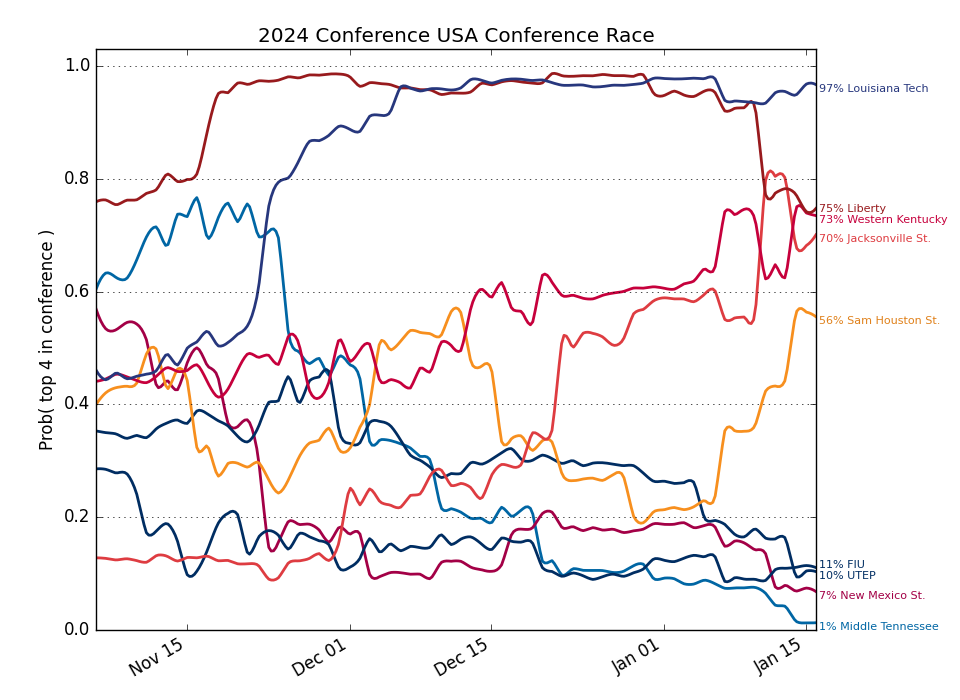 2024 Conference USA Conference Race
Prob( top 4 in conference )
1.0
0.8
0.6
0.4
0.2
0.0
Nov 15
Dec 01
Dec 15
Jan 01
Jan 15
97% Louisiana Tech
75% Liberty
73% Western Kentucky
70% Jacksonville St.
56% Sam Houston St.
11% FIU
10% UTEP
7% New Mexico St.
1% Middle Tennessee